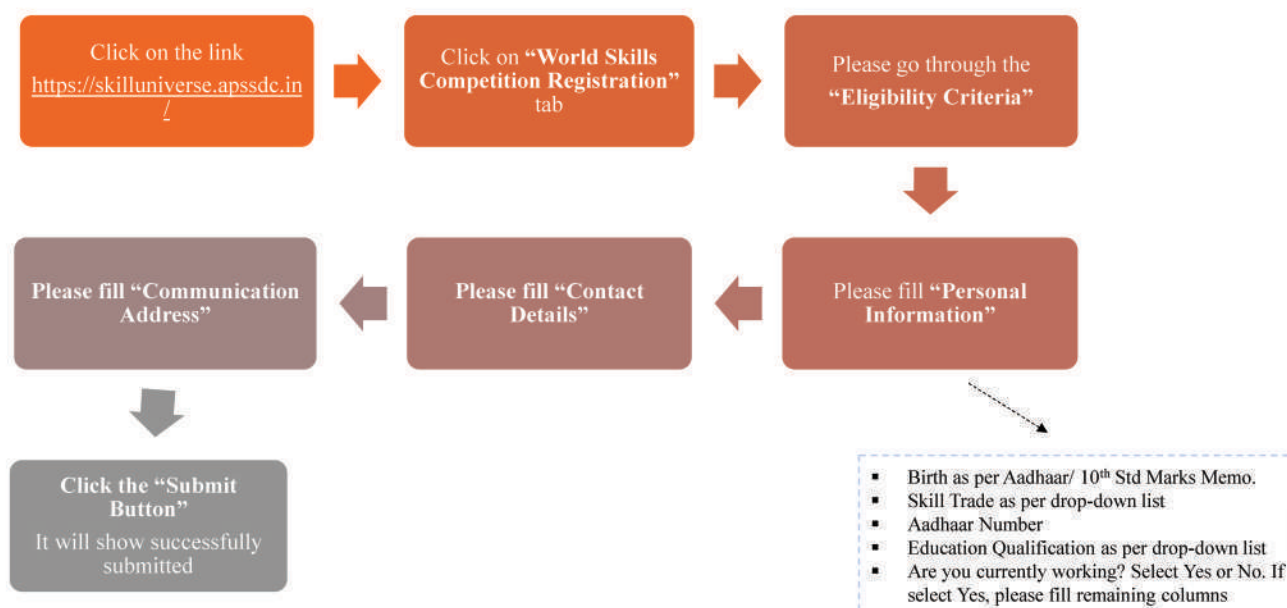 Click on the link
https://skilluniverse.apssdc.in
/
Click on “World Skills
Competition Registration”
tab
Please go through the
“Eligibility Criteria”
Please fill “Personal
Information”
Please fill “Contact
Details”
Please fill “Communication
Address”
Click the “Submit
Button”
It will show successfully
submitted
▪ Birth as per Aadhaar/ 10th Std Marks Memo.
▪ Skill Trade as per drop-down list
▪ Aadhaar Number
▪ Education Qualification as per drop-down list
▪ Are you currently working? Select Yes or No. If
select Yes, please fill remaining columns